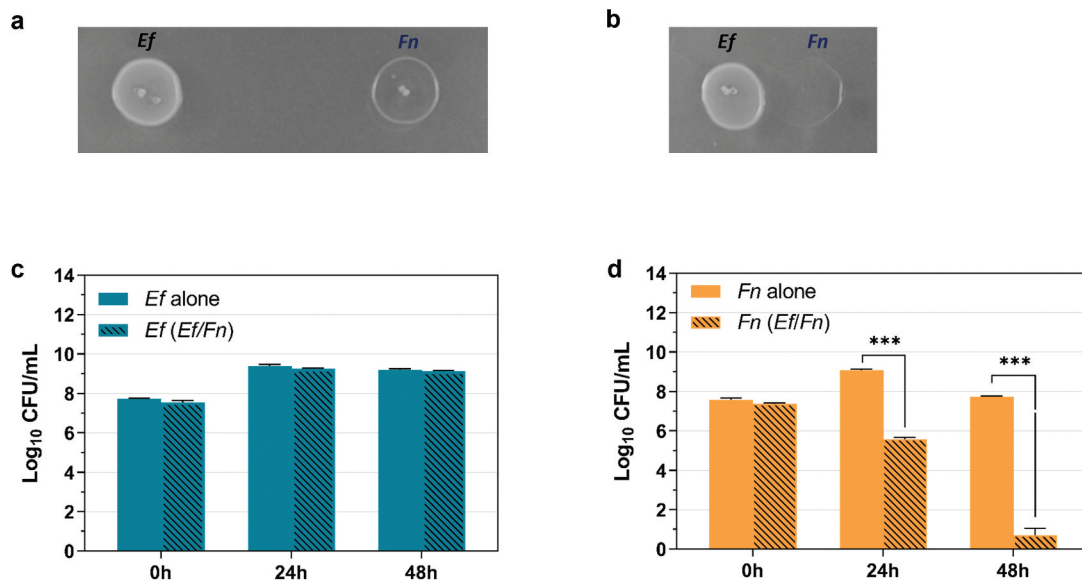 a
Ef
Fn
b
Ef
Fn
c
Log10 CFU/mL
14
12
10
8
6
4
2
0
Ef alone
Ef (Ef/Fn)
0h
24h
48h
d
Log10 CFU/mL
14
12
10
8
6
4
2
0
Fn alone
Fn (Ef/Fn)
***
***
0h
24h
48h